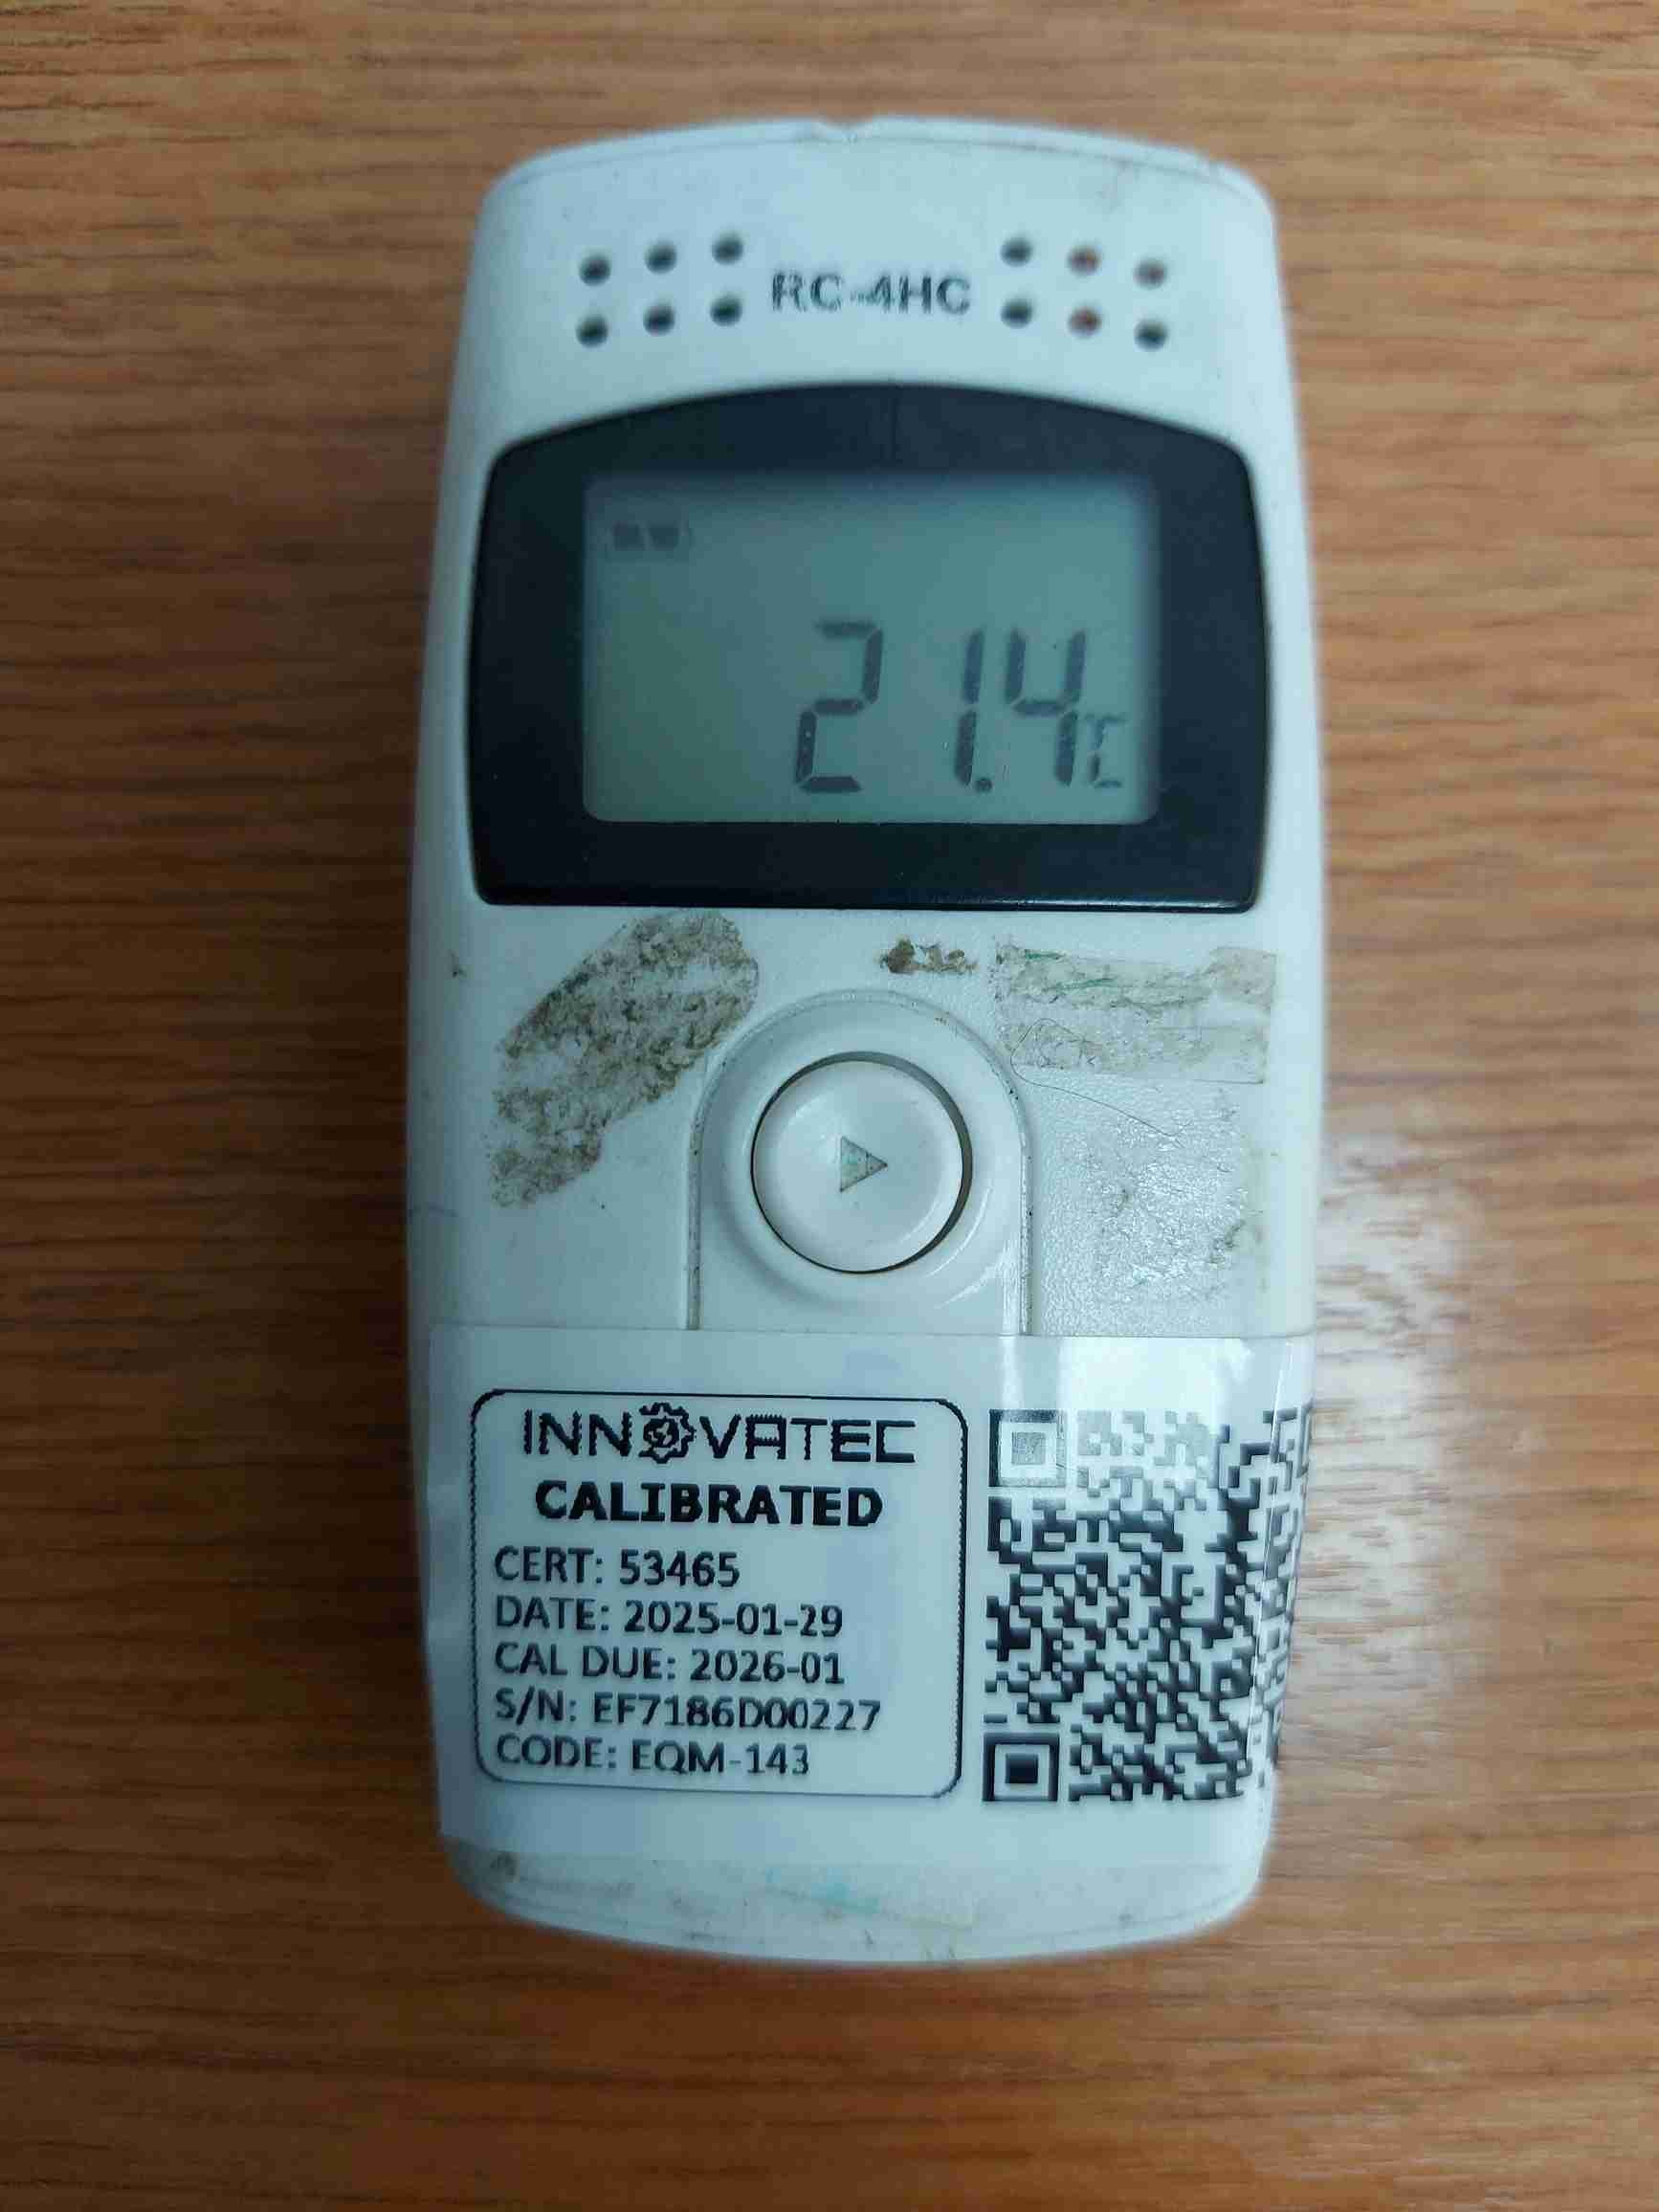 RC-4HC
21.4℃
INNOVATEC
CALIBRATED
CERT: 53465
DATE: 2025-01-29
CAL DUE: 2026-01
S/N: EF7186D00227
CODE: EQM-143